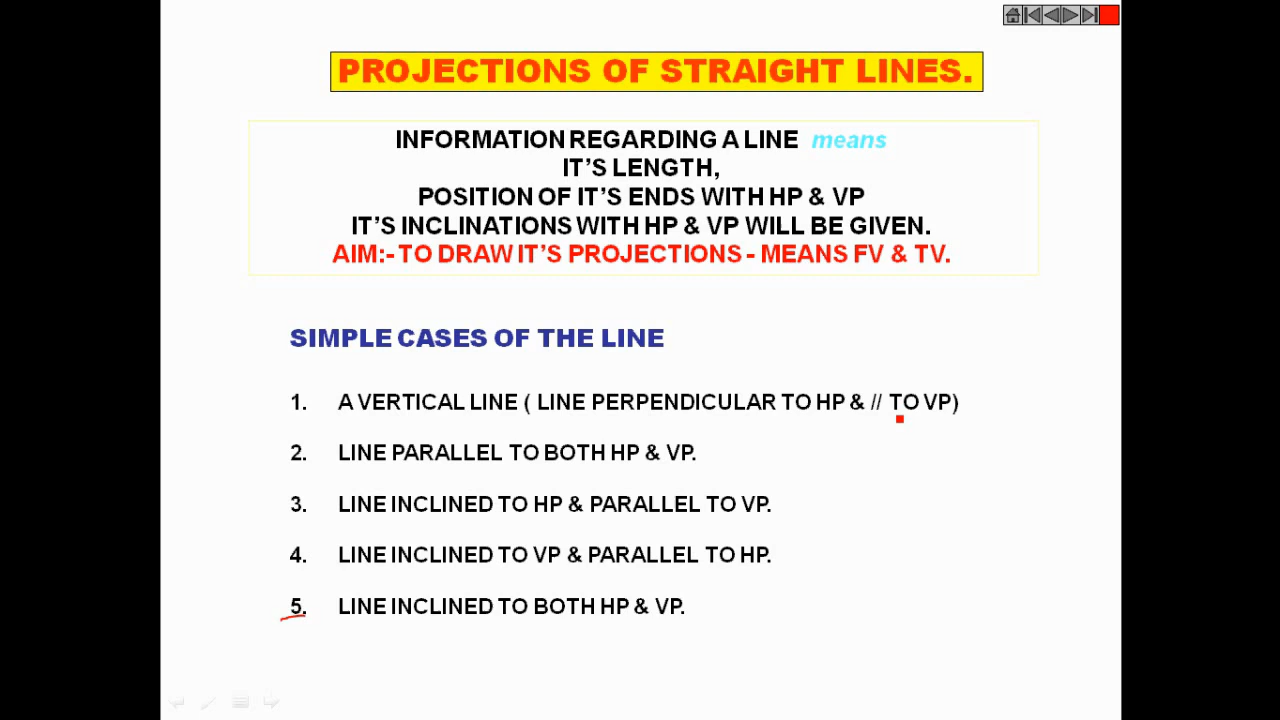 PROJECTIONS OF STRAIGHT LINES.
INFORMATION REGARDING A LINE means
IT'S LENGTH,
POSITION OF IT'S ENDS WITH HP & VP
IT'S INCLINATIONS WITH HP & VP WILL BE GIVEN.
AIM:- TO DRAW IT'S PROJECTIONS - MEANS FV & TV.
SIMPLE CASES OF THE LINE
1. A VERTICAL LINE ( LINE PERPENDICULAR TO HP & // TO VP)
2. LINE PARALLEL TO BOTH HP & VP.
3. LINE INCLINED TO HP & PARALLEL TO VP.
4. LINE INCLINED TO VP & PARALLEL TO HP.
5. LINE INCLINED TO BOTH HP & VP.